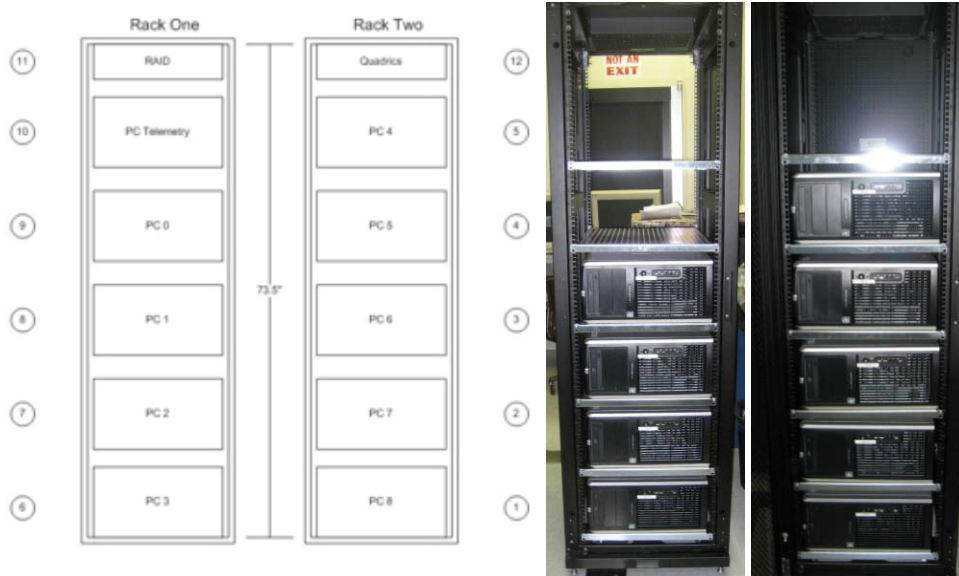 Rack One
Rack Two
11
RAID
Quadrics
12
10
PC Telemetry
PC 4
5
9
PC 0
PC 5
4
73.5"
8
PC 1
PC 6
3
7
PC 2
PC 7
2
6
PC 3
PC 8
1
NOT AN
EXIT